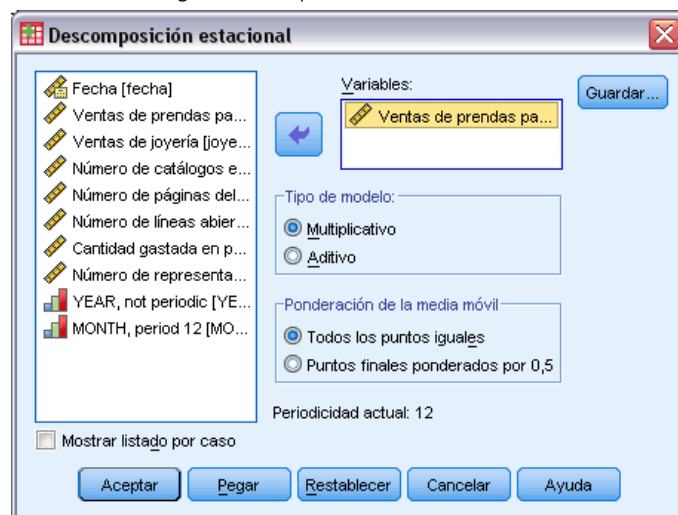 Descomposición estacional
Fecha [fecha]
Ventas de prendas pa...
Ventas de joyería [joye...
Número de catálogos e...
Número de páginas del...
Número de líneas abier...
Cantidad gastada en p...
Número de representa...
YEAR, not periodic [YE...
MONTH, period 12 [MO...
Mostrar listado por caso
Variables:
Ventas de prendas pa...
Guardar...
Tipo de modelo:
Multiplicativo
Aditivo
Ponderación de la media móvil
Todos los puntos iguales
Puntos finales ponderados por 0,5
Periodicidad actual: 12
Aceptar Pegar Restablecer Cancelar Ayuda